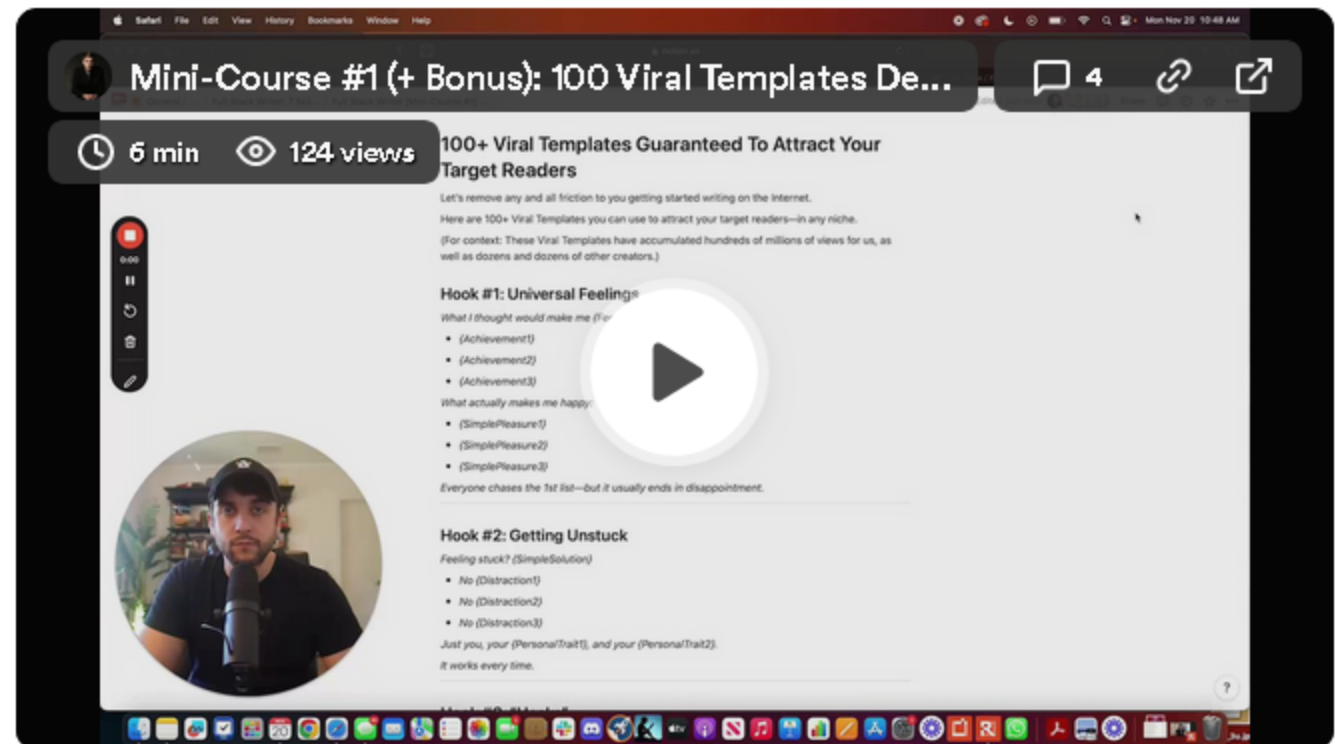 Safari File Edit View History Bookmarks Window Help
Mon Nov 20 10:48 AM
Mini-Course #1 (+ Bonus): 100 Viral Templates De...
4
6 min 124 views
100+ Viral Templates Guaranteed To Attract Your
Target Readers
Let's remove any and all friction to you getting started writing on the Internet.
Here are 100+ Viral Templates you can use to attract your target readers—in any niche.
(For context: These Viral Templates have accumulated hundreds of millions of views for us, as
well as dozens and dozens of other creators.)
0:00
Hook #1: Universal Feelings
What I thought would make me
• {Achievement1}
• {Achievement2}
• {Achievement3}
What actually makes me happy:
• {SimplePleasure1}
• {SimplePleasure2}
• {SimplePleasure3}
Everyone chases the 1st list—but it usually ends in disappointment.
Hook #2: Getting Unstuck
Feeling stuck? {SimpleSolution}
• No {Distraction1}
• No {Distraction2}
• No {Distraction3}
Just you, your {PersonalTrait1}, and your {PersonalTrait2}.
It works every time.
?
20
tv